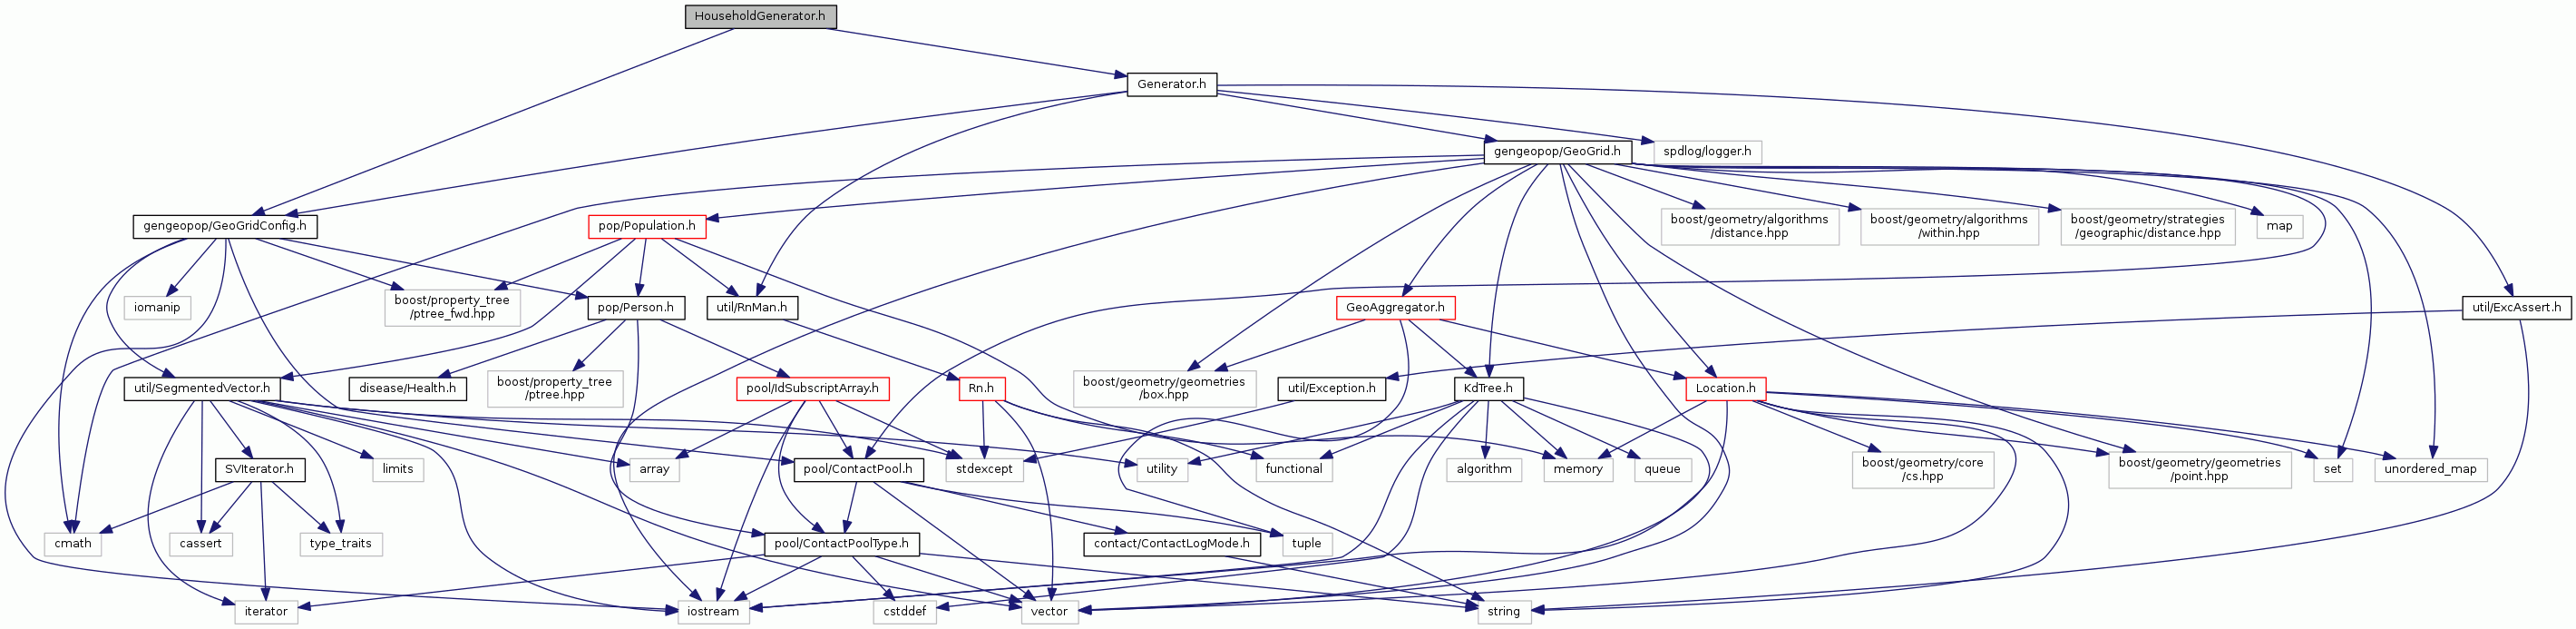 HouseholdGenerator.h
Generator.h
gengeopop/GeoGrid.h
spdlog/logger.h
gengeopop/GeoGridConfig.h
pop/Population.h
boost/geometry/algorithms
/distance.hpp
boost/geometry/algorithms
/within.hpp
boost/geometry/strategies
/geographic/distance.hpp
map
iomanip
boost/property_tree
/ptree_fwd.hpp
pop/Person.h
util/RnMan.h
GeoAggregator.h
util/ExcAssert.h
util/SegmentedVector.h
disease/Health.h
boost/property_tree
/ptree.hpp
pool/IdSubscriptArray.h
Rn.h
boost/geometry/geometries
/box.hpp
util/Exception.h
KdTree.h
Location.h
SVIterator.h
limits
array
pool/ContactPool.h
stdexcept
utility
functional
algorithm
memory
queue
boost/geometry/core
/cs.hpp
boost/geometry/geometries
/point.hpp
set
unordered_map
cmath
cassert
type_traits
pool/ContactPoolType.h
contact/ContactLogMode.h
tuple
iterator
iostream
cstddef
vector
string